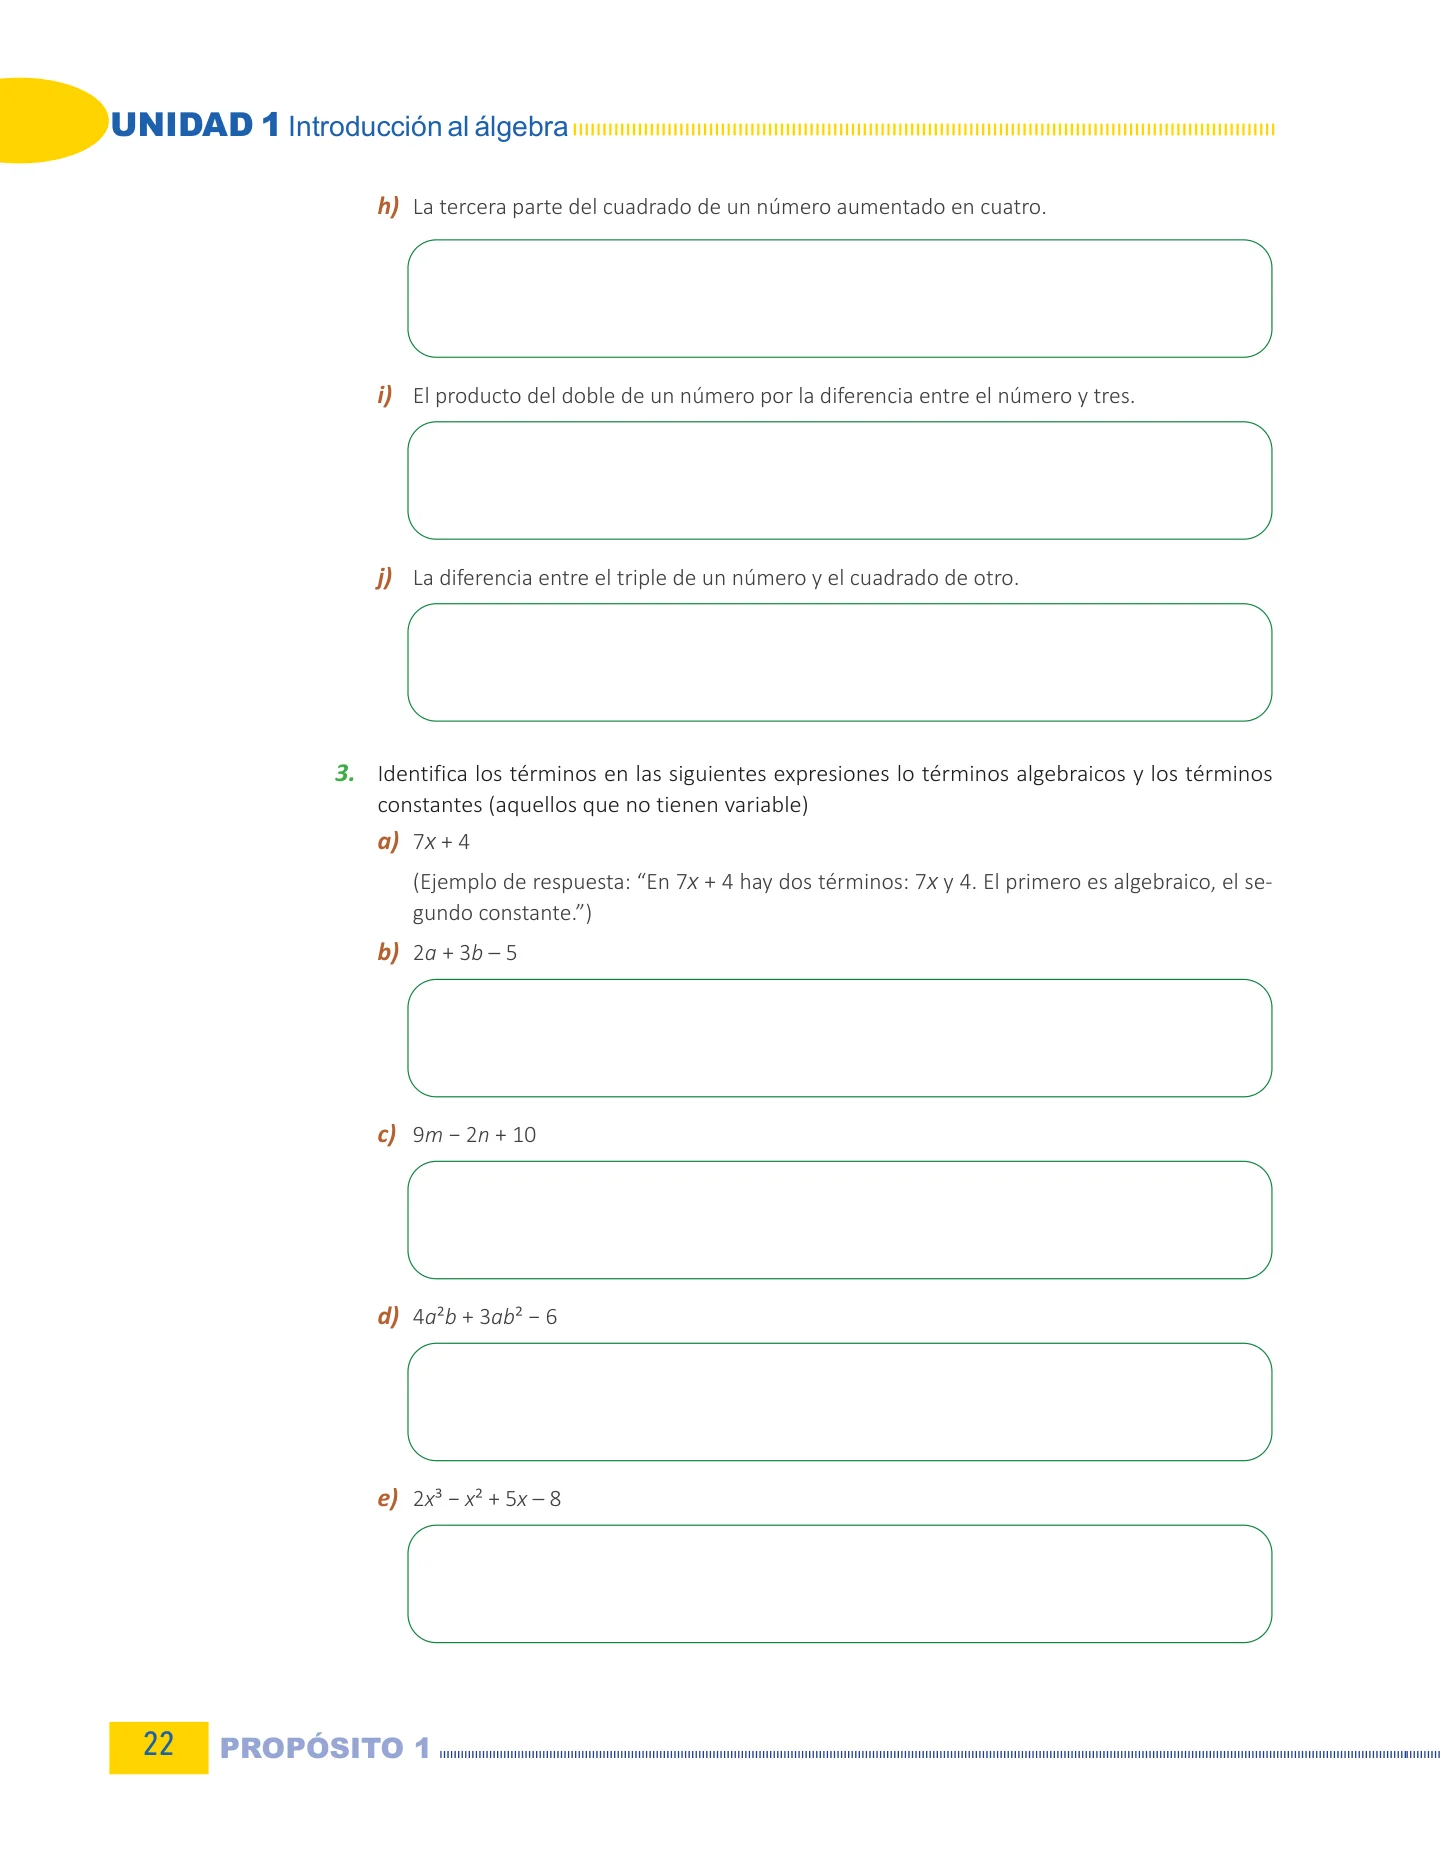 UNIDAD 1 Introducción al álgebra
h) La tercera parte del cuadrado de un número aumentado en cuatro.
i) El producto del doble de un número por la diferencia entre el número y tres.
j) La diferencia entre el triple de un número y el cuadrado de otro.
3. Identifica los términos en las siguientes expresiones lo términos algebraicos y los términos
constantes (aquellos que no tienen variable)
a) 7x + 4
(Ejemplo de respuesta: “En 7x + 4 hay dos términos: 7x y 4. El primero es algebraico, el se-
gundo constante.”)
b) 2a + 3b – 5
c) 9m − 2n + 10
d) 4a²b + 3ab² − 6
e) 2x³ − x² + 5x – 8
22 PROPÓSITO 1